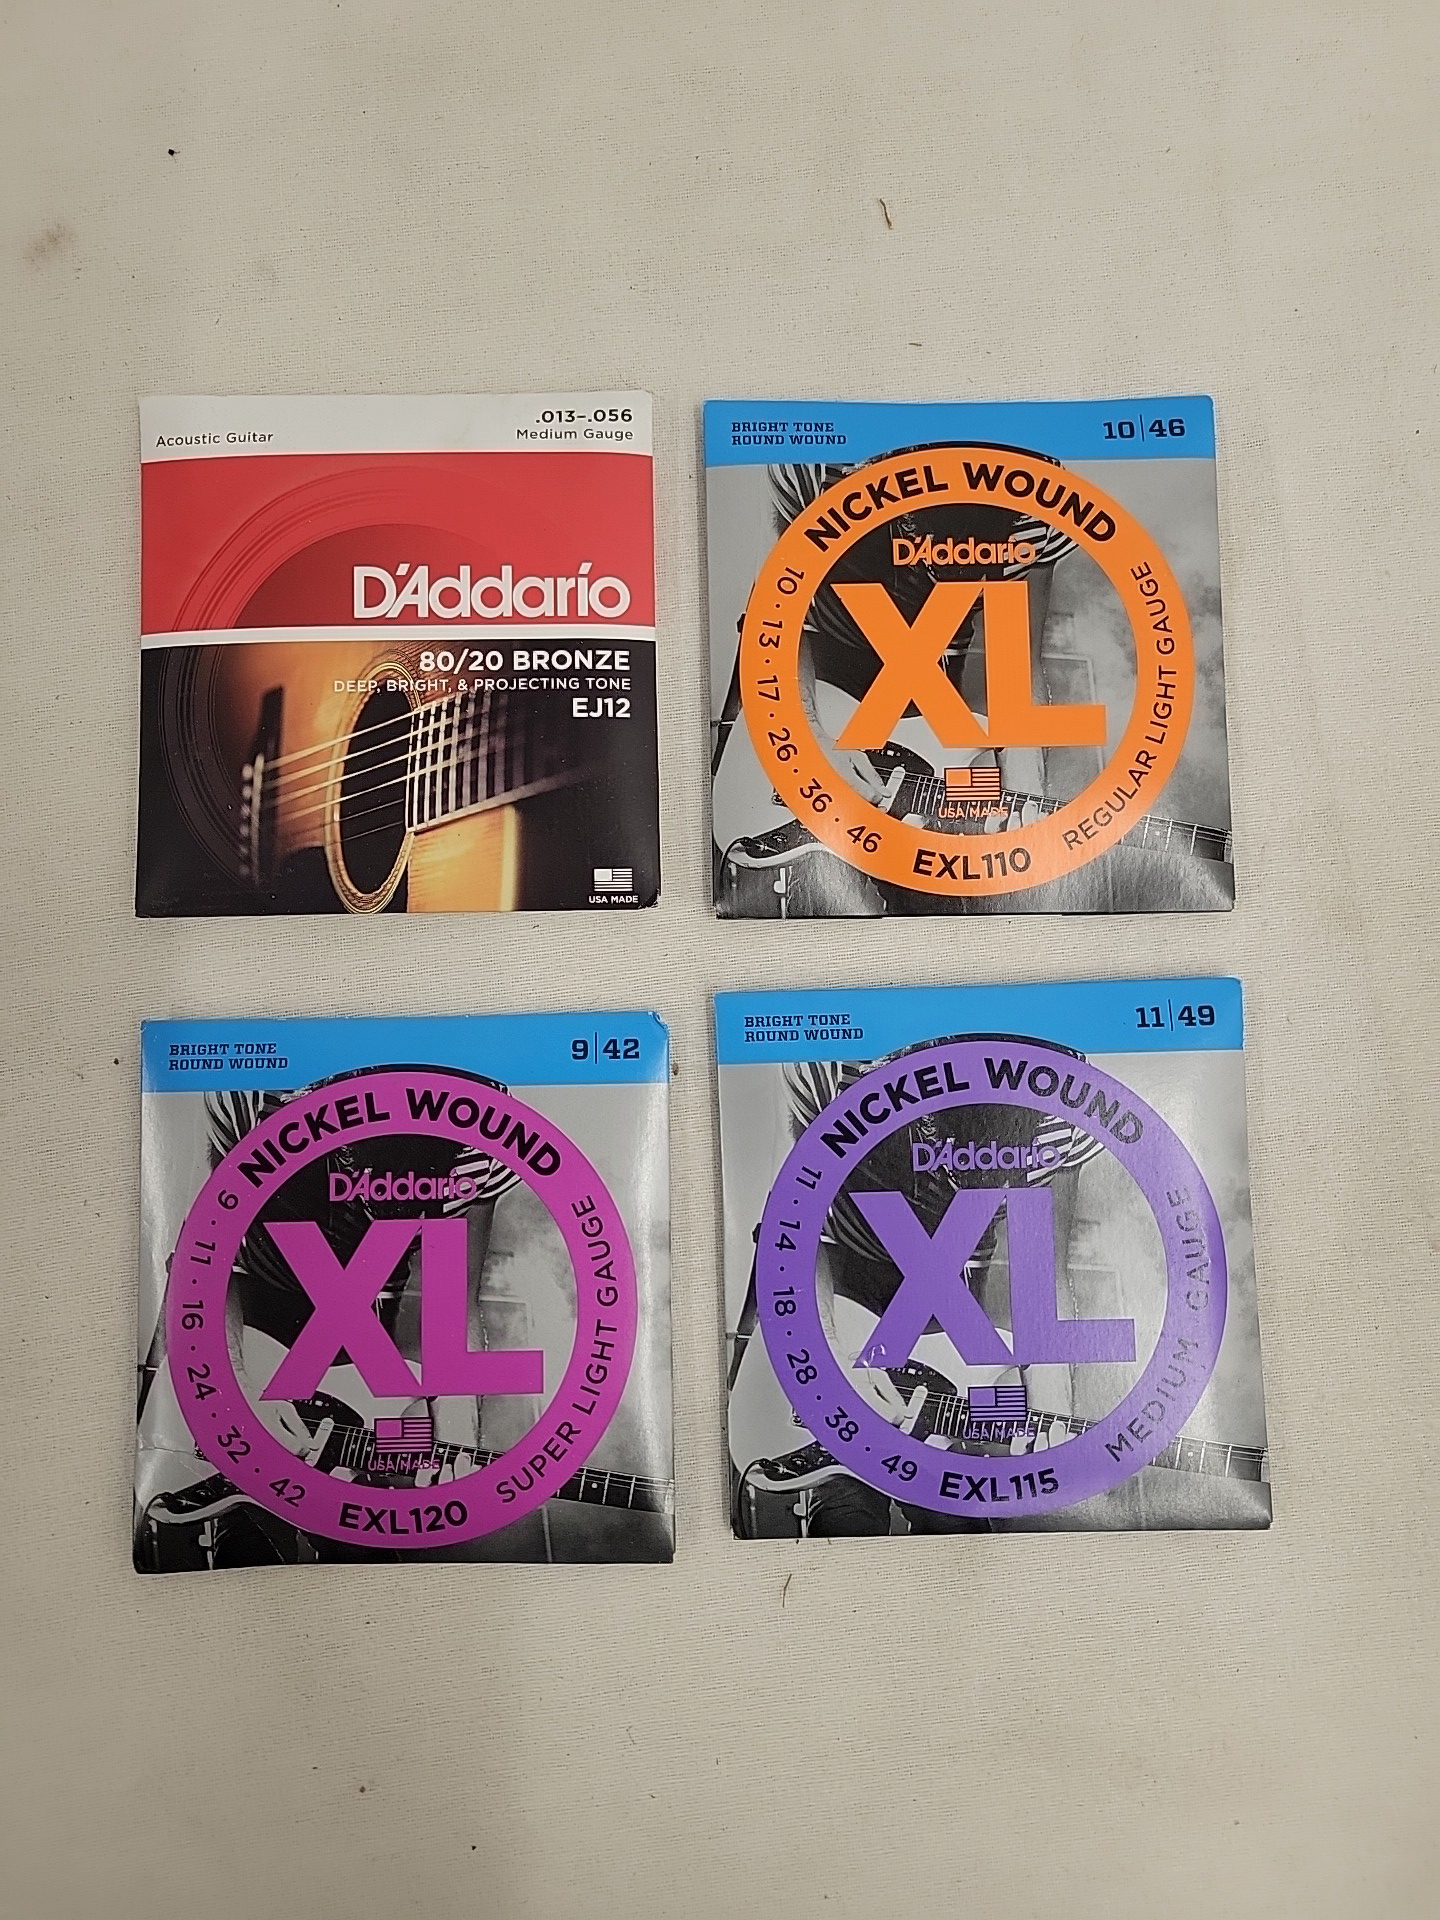 Acoustic Guitar
.013–.056
Medium Gauge
D'Addario
80/20 BRONZE
DEEP, BRIGHT, & PROJECTING TONE
EJ12
USA MADE
BRIGHT TONE
ROUND WOUND
10|46
NICKEL WOUND
D'Addario
XL
10 · 13 · 17 · 26 · 36 · 46
REGULAR LIGHT GAUGE
USA MADE
EXL110
BRIGHT TONE
ROUND WOUND
9|42
NICKEL WOUND
D'Addario
XL
9 · 11 · 16 · 24 · 32 · 42
SUPER LIGHT GAUGE
USA MADE
EXL120
BRIGHT TONE
ROUND WOUND
11|49
NICKEL WOUND
D'Addario
XL
11 · 14 · 18 · 28 · 38 · 49
MEDIUM GAUGE
USA MADE
EXL115